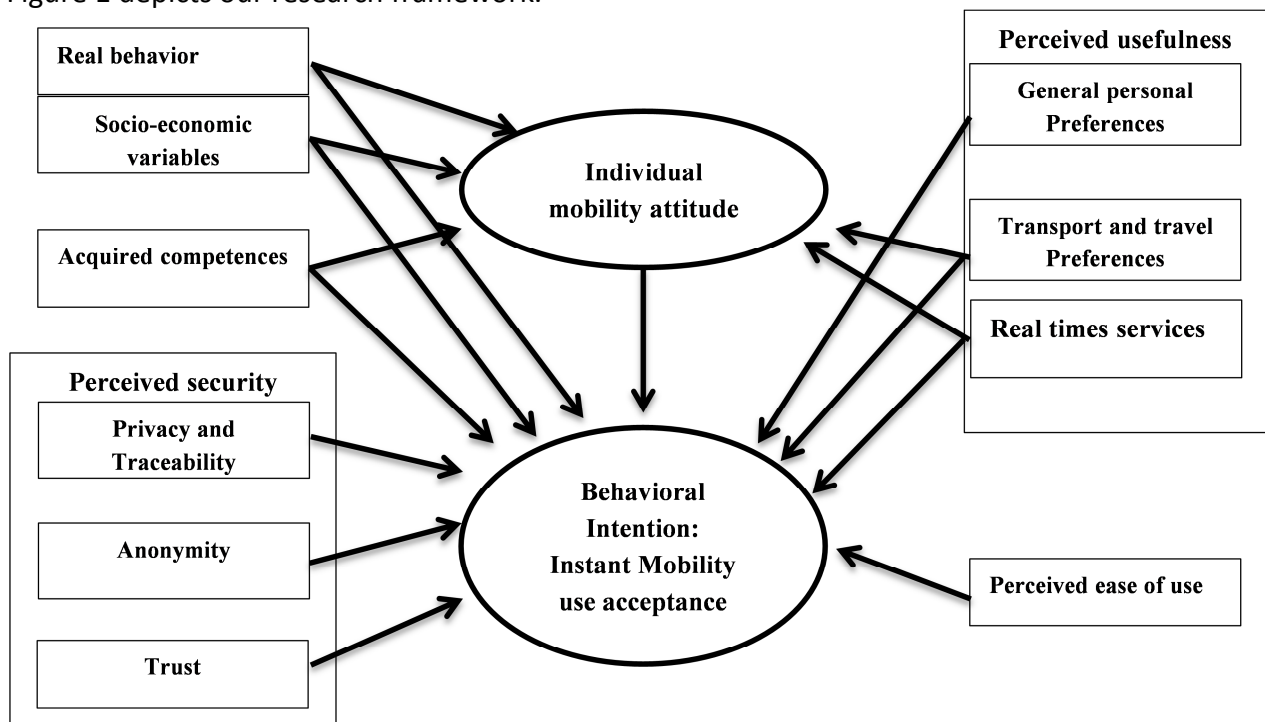 Figure 1 depicts our research framework.
Real behavior
Socio-economic
variables
Acquired competences
Perceived security
Privacy and
Traceability
Anonymity
Trust
Individual
mobility attitude
Behavioral
Intention:
Instant Mobility
use acceptance
Perceived usefulness
General personal
Preferences
Transport and travel
Preferences
Real times services
Perceived ease of use